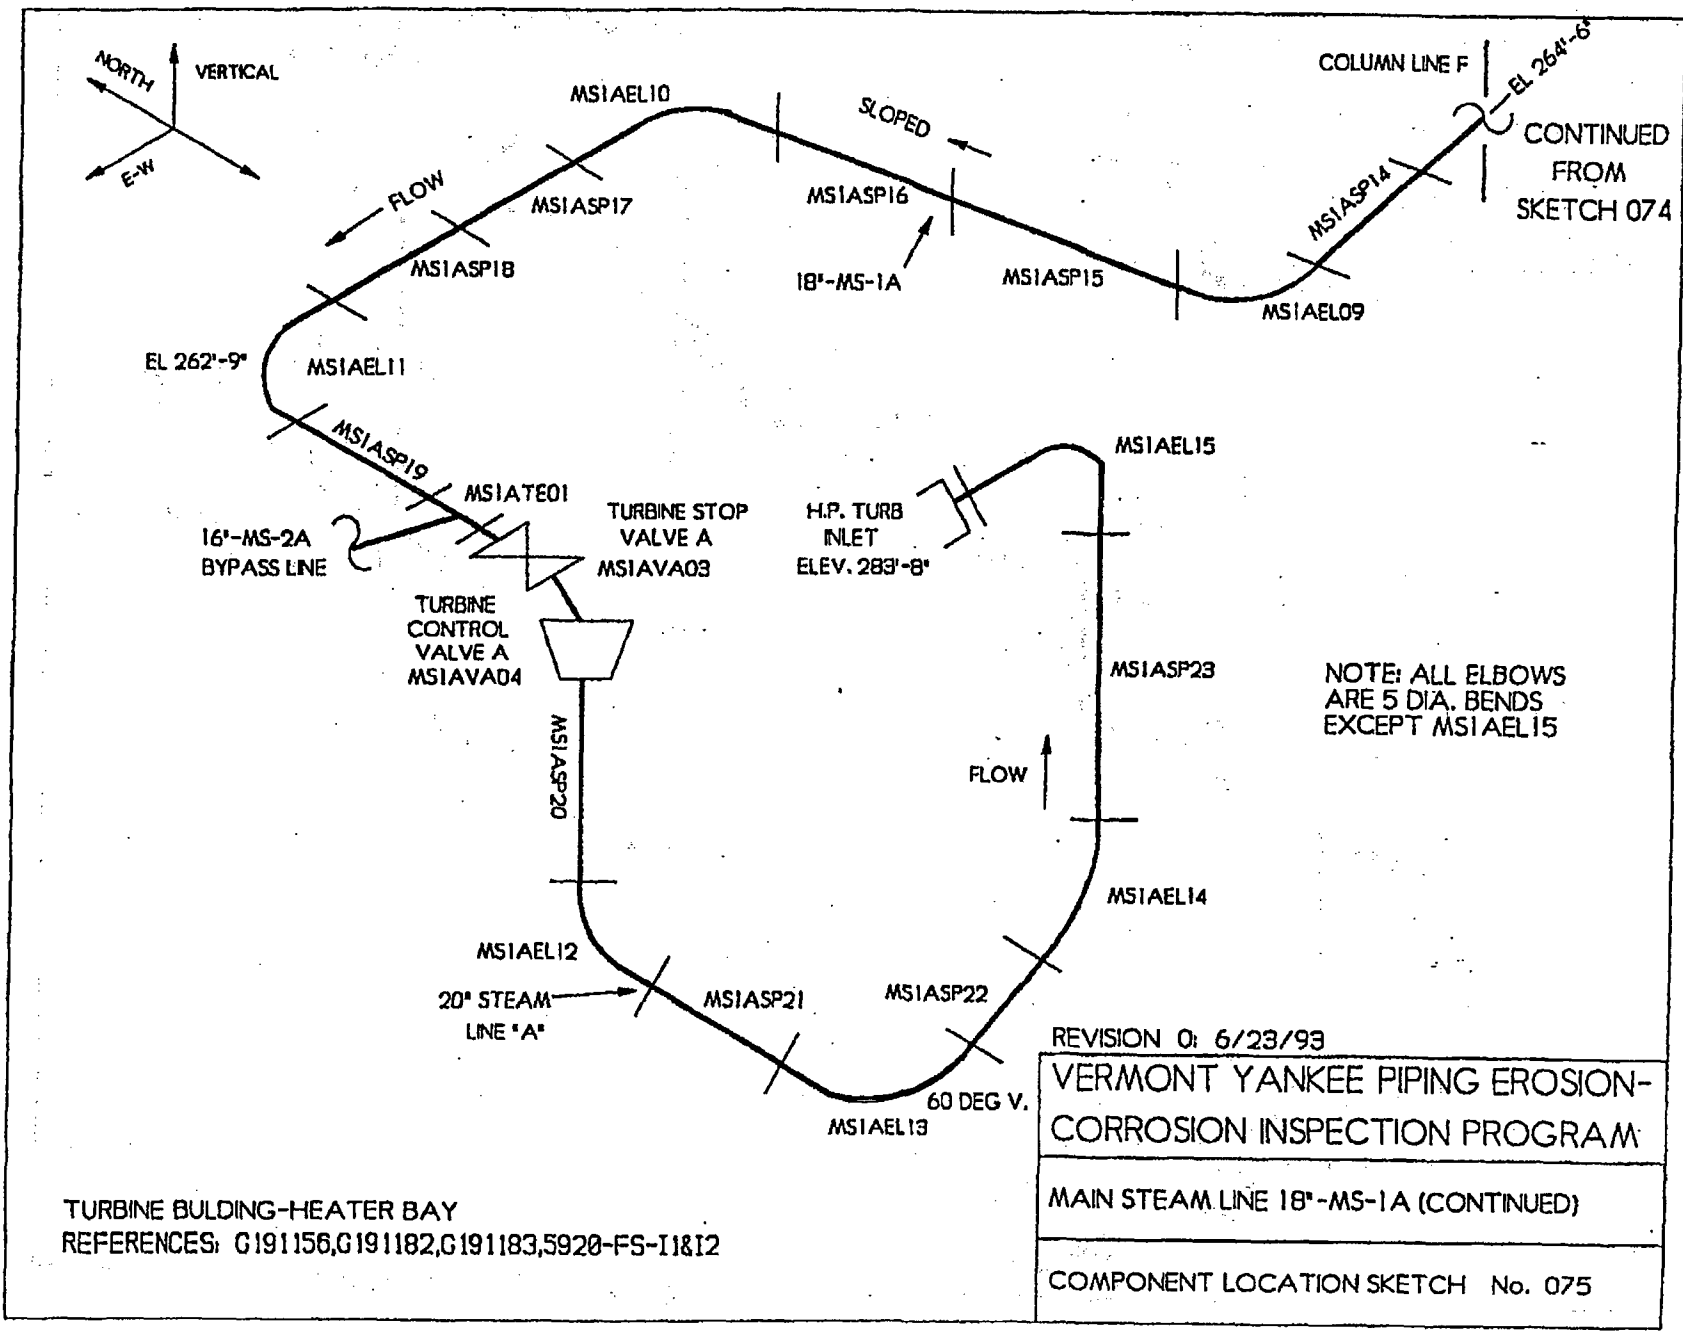 NORTH
VERTICAL
E-W
FLOW
MS1AEL10
SLOPED
COLUMN LINE F
EL 264'-6"
CONTINUED
FROM
SKETCH 074
MS1ASP14
MS1ASP16
MS1ASP17
MS1ASP18
18"-MS-1A
MS1ASP15
MS1AEL09
EL 262'-9"
MS1AEL11
MS1ASP19
MS1ATE01
16"-MS-2A
BYPASS LINE
TURBINE STOP
VALVE A
MS1AVA03
H.P. TURB
INLET
ELEV. 283'-8"
MS1AEL15
TURBINE
CONTROL
VALVE A
MS1AVA04
MS1ASP20
MS1ASP23
NOTE: ALL ELBOWS
ARE 5 DIA. BENDS
EXCEPT MS1AEL15
FLOW
MS1AEL14
MS1AEL12
20" STEAM
LINE "A"
MS1ASP21
MS1ASP22
60 DEG V.
MS1AEL13
REVISION 0: 6/23/93
VERMONT YANKEE PIPING EROSION-
CORROSION INSPECTION PROGRAM
MAIN STEAM LINE 18"-MS-1A (CONTINUED)
COMPONENT LOCATION SKETCH No. 075
TURBINE BULDING-HEATER BAY
REFERENCES: G191156,G191182,G191183,5920-FS-I1&I2